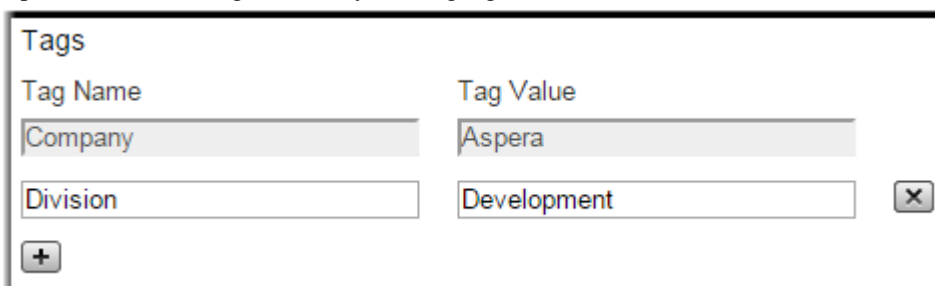 Tags
Tag Name Tag Value
Company Aspera
Division Development